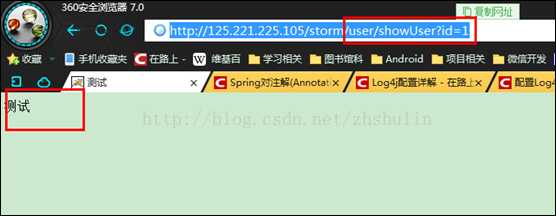 360安全浏览器 7.0
复制网址
http://125.221.225.105/storm/user/showUser?id=1
收藏 手机收藏夹 在路上 - 维基百 学习相关 图书馆科 Android 项目相关 微信开发
测试 Spring对注解(Annotat Log4j配置详解 - 在路上 配置Log4
测试
http://blog.csdn.net/zhshulin